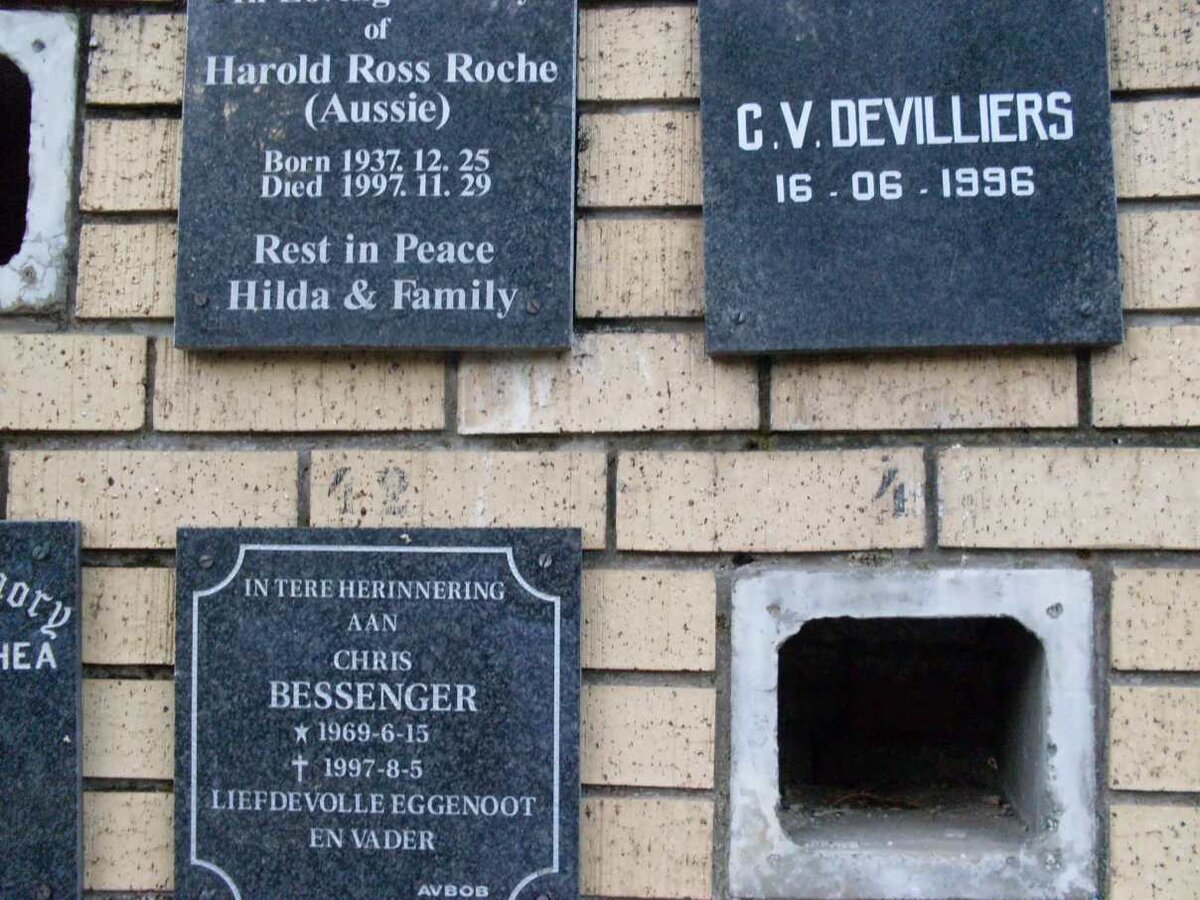 of
Harold Ross Roche
(Aussie)
Born 1937. 12. 25
Died 1997. 11. 29
Rest in Peace
Hilda & Family
C.V. DEVILLIERS
16 - 06 - 1996
42
4
IN TERE HERINNERING
AAN
CHRIS
BESSENGER
★ 1969-6-15
✝ 1997-8-5
LIEFDEVOLLE EGGENOOT
EN VADER
AVBOB